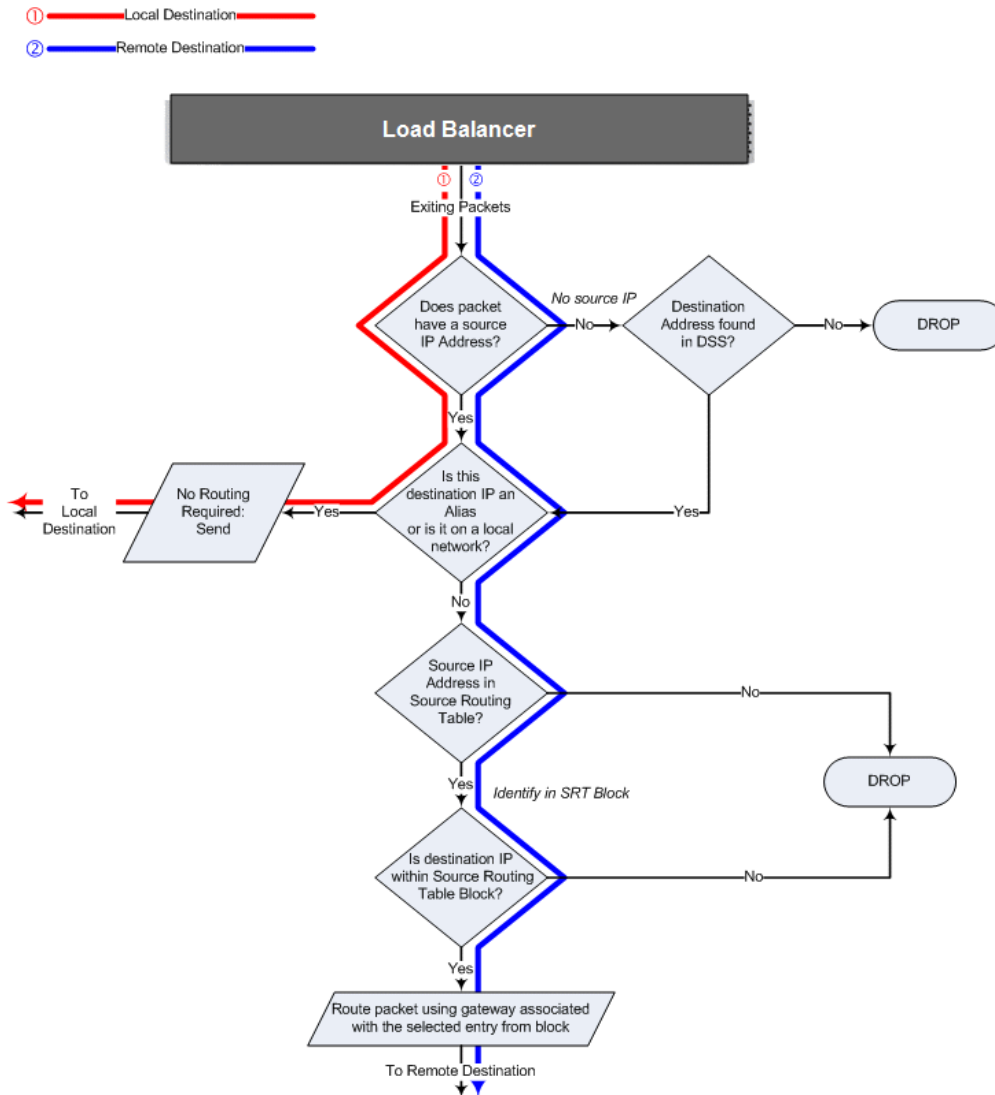 ① Local Destination
② Remote Destination
Load Balancer
① ②
Exiting Packets
Does packet
have a source
IP Address?
No source IP
No
Destination
Address found
in DSS?
No
DROP
Yes
Is this
destination IP an
Alias
or is it on a local
network?
Yes
Yes
No Routing
Required:
Send
To
Local
Destination
No
Source IP
Address in
Source Routing
Table?
No
DROP
Yes
Identify in SRT Block
Is destination IP
within Source Routing
Table Block?
No
Yes
Route packet using gateway associated
with the selected entry from block
To Remote Destination